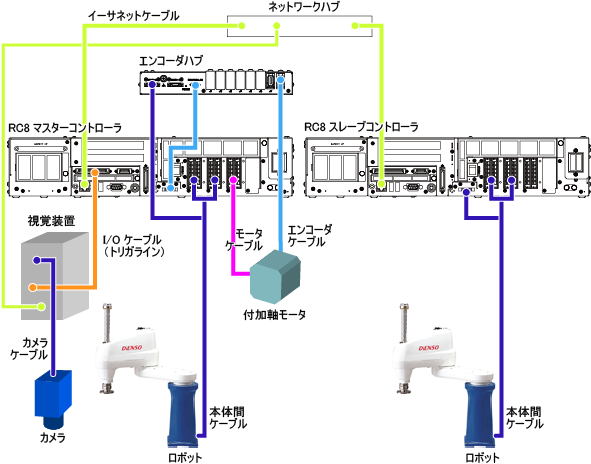 ネットワークハブ
イーサネットケーブル
エンコーダハブ
RC8 マスターコントローラ
RC8 スレーブコントローラ
視覚装置
I/O ケーブル
（トリガライン）
モータ
ケーブル
エンコーダ
ケーブル
付加軸モータ
カメラ
ケーブル
DENSO
DENSO
本体間
ケーブル
本体間
ケーブル
カメラ
ロボット
ロボット